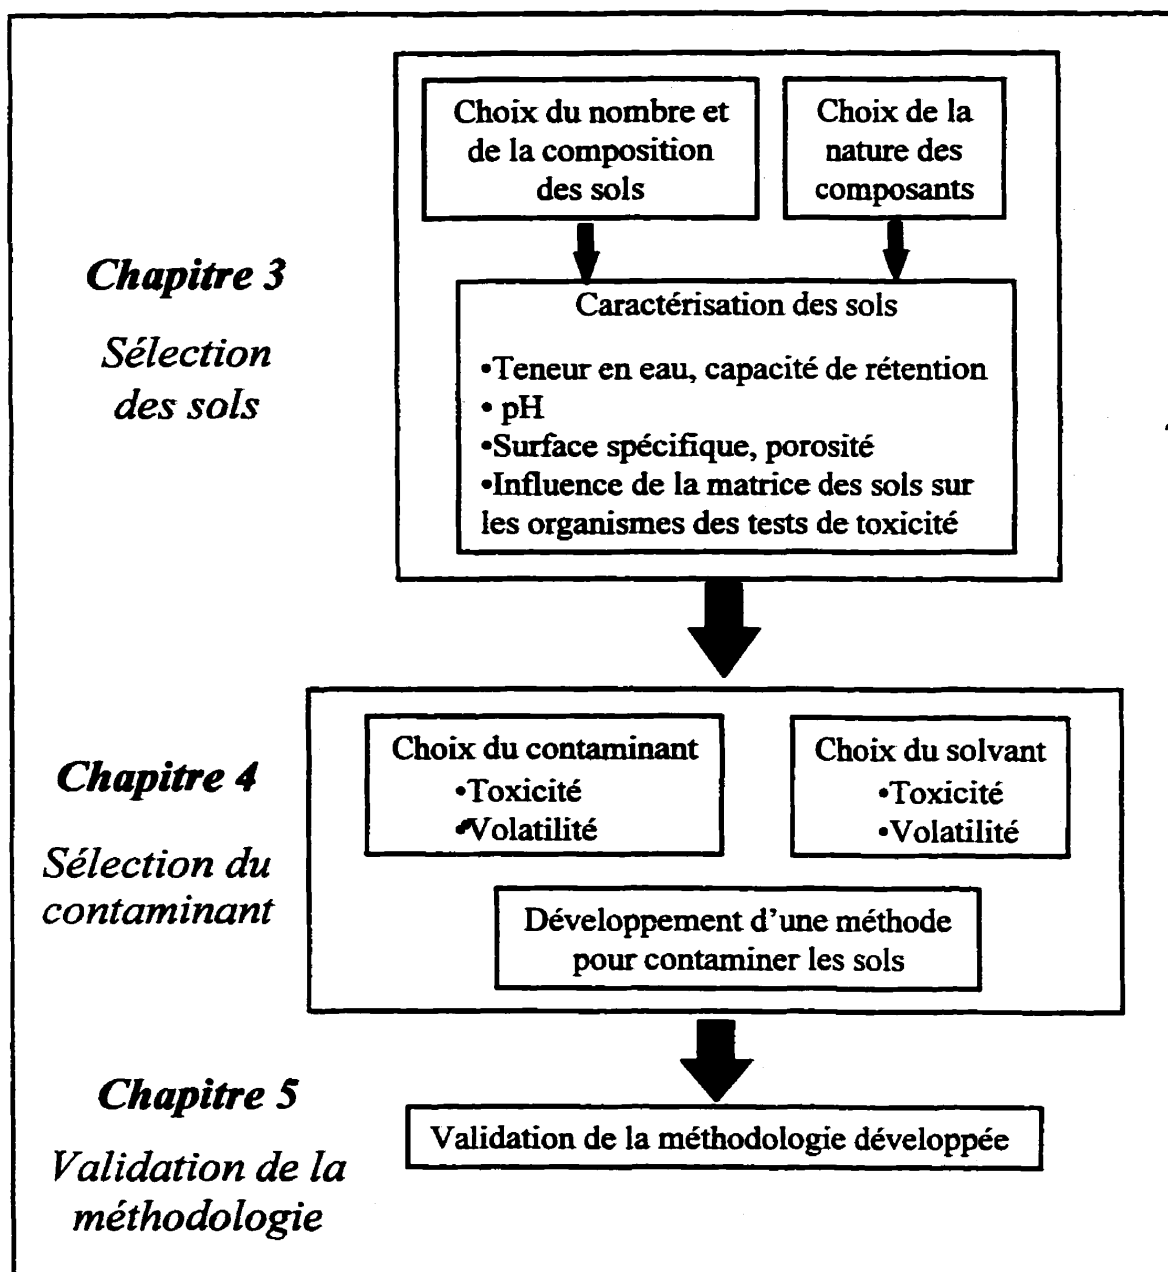 Choix du nombre et
de la composition
des sols
Choix de la
nature des
composants
Chapitre 3
Sélection
des sols
Caractérisation des sols
•Teneur en eau, capacité de rétention
• pH
•Surface spécifique, porosité
•Influence de la matrice des sols sur
les organismes des tests de toxicité
Chapitre 4
Sélection du
contaminant
Choix du contaminant
•Toxicité
•Volatilité
Choix du solvant
•Toxicité
•Volatilité
Développement d'une méthode
pour contaminer les sols
Chapitre 5
Validation de la
méthodologie
Validation de la méthodologie développée